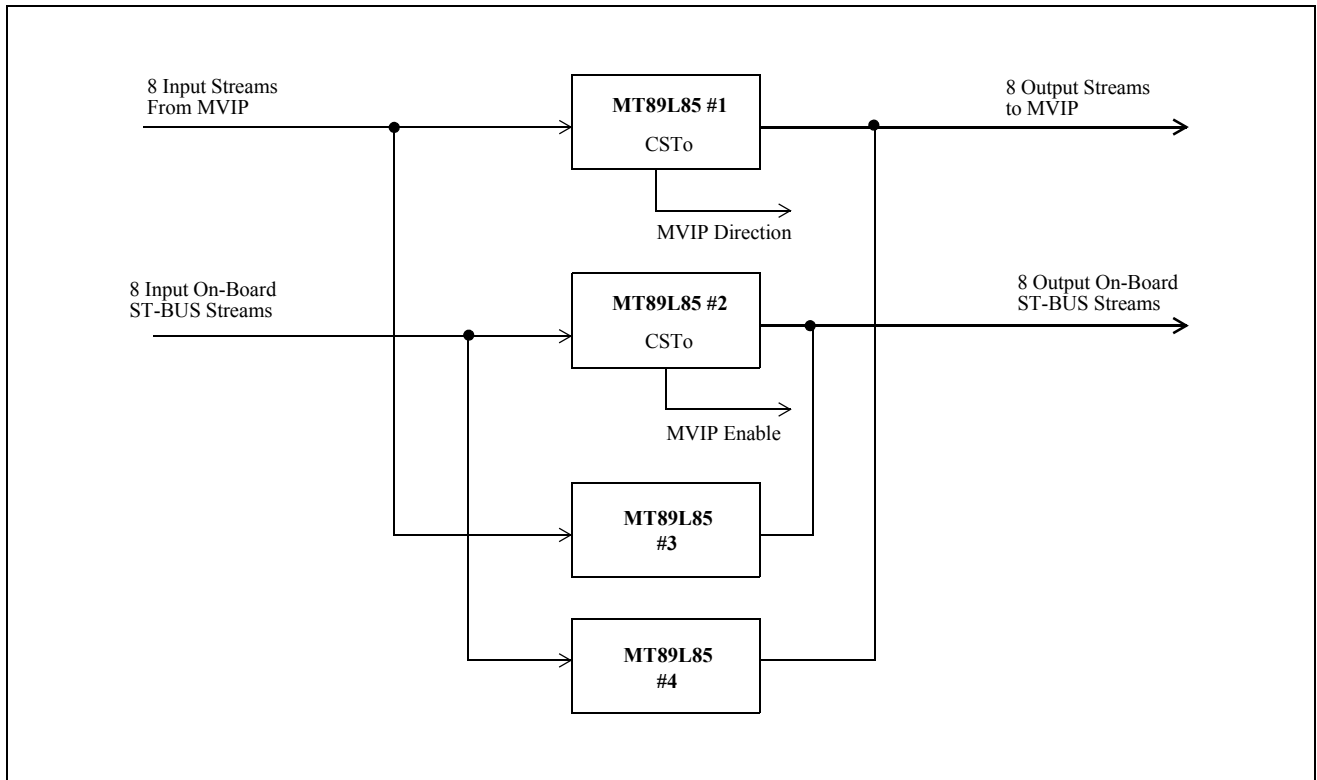 8 Input Streams
From MVIP
MT89L85 #1
CSTo
8 Output Streams
to MVIP
MVIP Direction
8 Input On-Board
ST-BUS Streams
MT89L85 #2
CSTo
8 Output On-Board
ST-BUS Streams
MVIP Enable
MT89L85
#3
MT89L85
#4